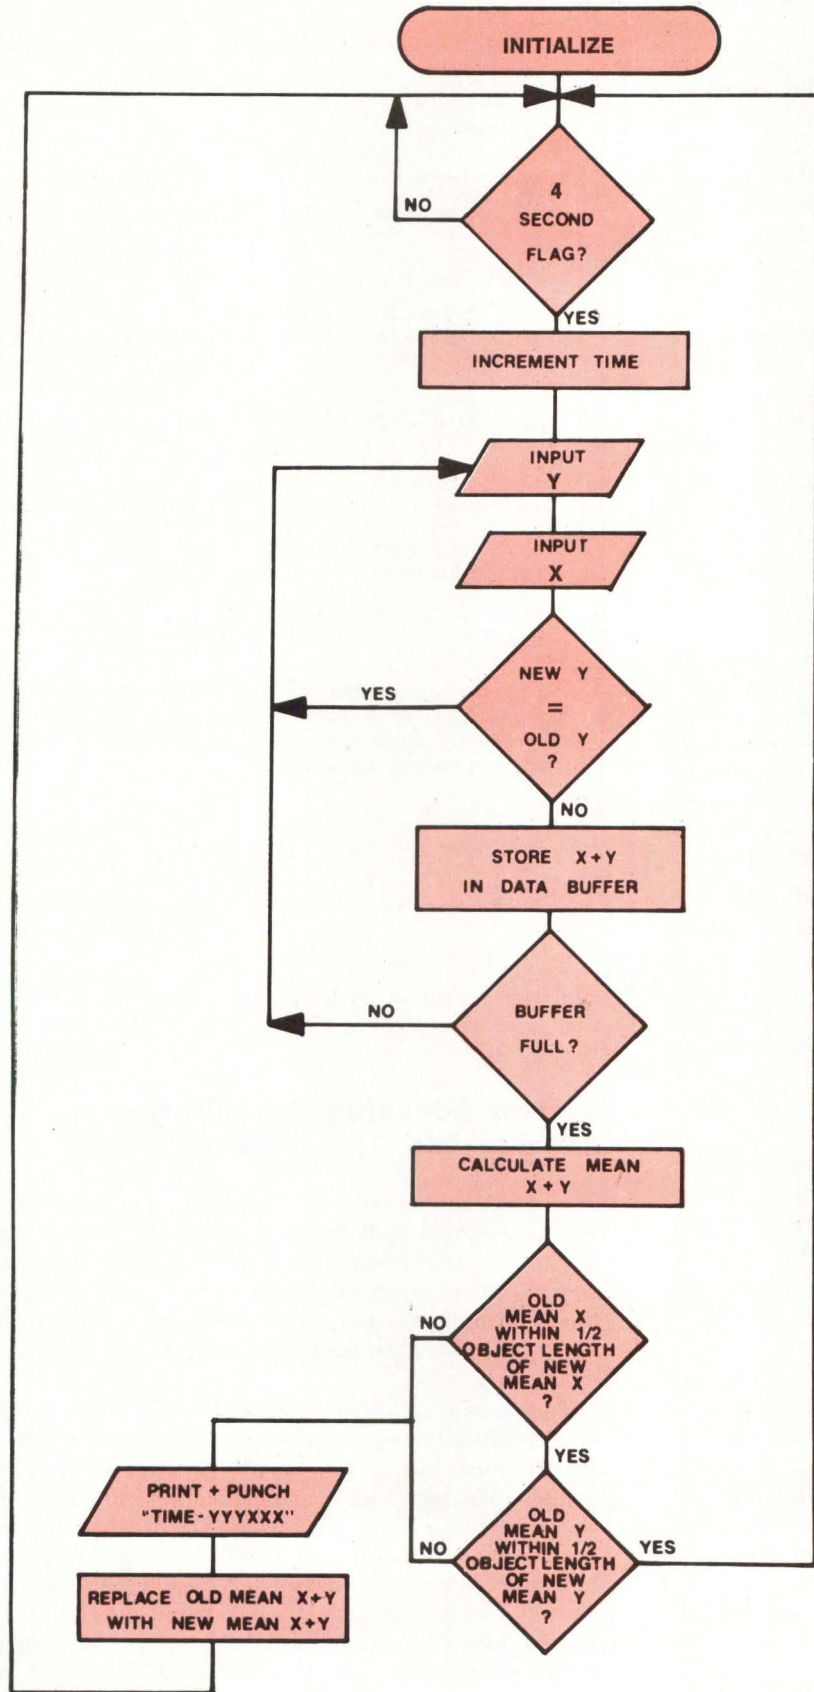 INITIALIZE
4
SECOND
FLAG?
NO
YES
INCREMENT TIME
INPUT
Y
INPUT
X
NEW Y
=
OLD Y
?
YES
NO
STORE X+Y
IN DATA BUFFER
BUFFER
FULL?
NO
YES
CALCULATE MEAN
X + Y
OLD
MEAN X
WITHIN 1/2
OBJECT LENGTH
OF NEW
MEAN X
?
NO
YES
OLD
MEAN Y
WITHIN 1/2
OBJECT LENGTH
OF NEW
MEAN Y
?
NO
YES
PRINT + PUNCH
"TIME-YYYXXX"
REPLACE OLD MEAN X+Y
WITH NEW MEAN X+Y